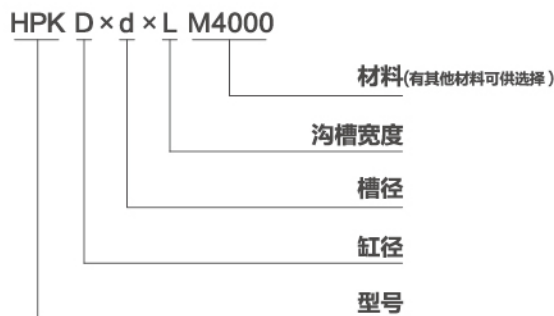 HPK D × d × L M4000
材料(有其他材料可供选择)
沟槽宽度
槽径
缸径
型号